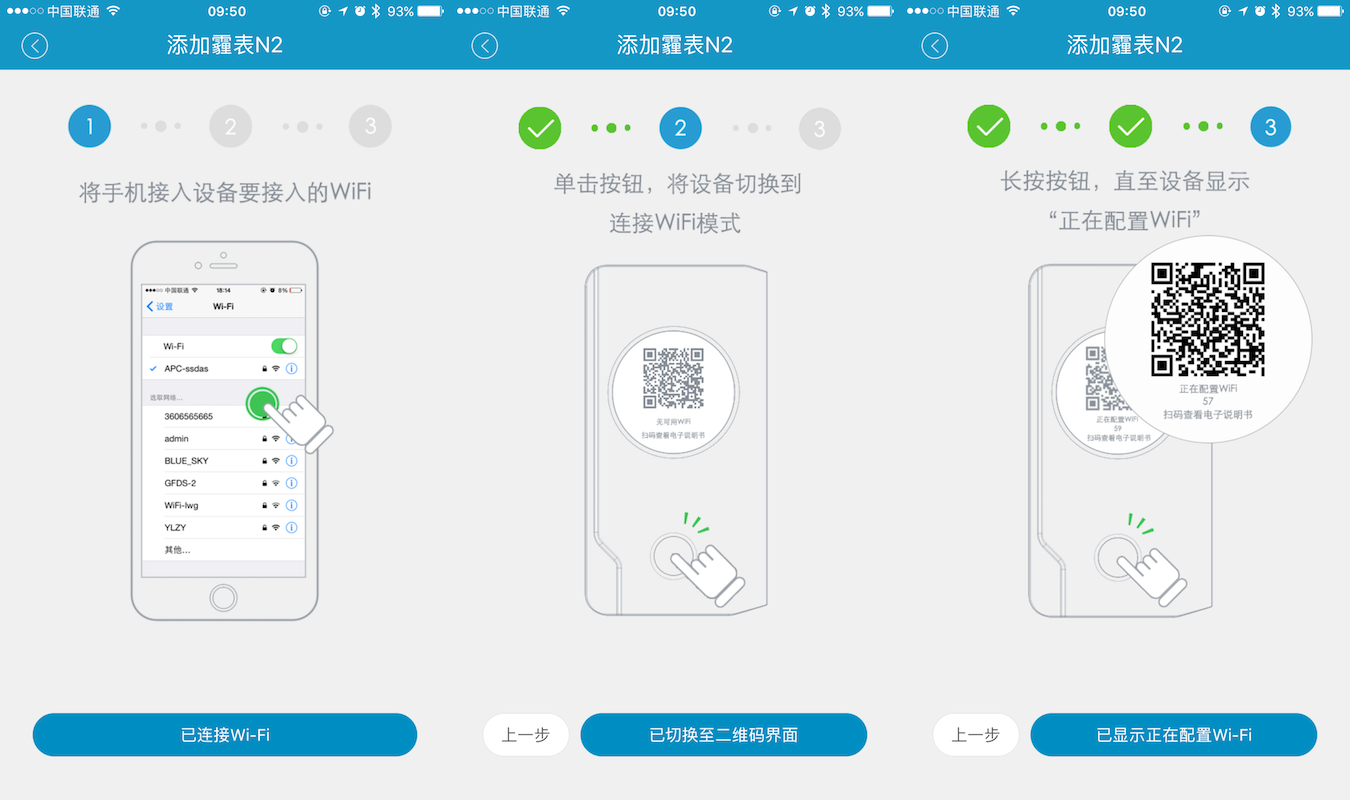 中国联通 09:50 93%
添加霾表N2
1 2 3
将手机接入设备要接入的WiFi
中国联通 18:14 8%
设置 Wi-Fi
Wi-Fi
APC-ssdas
选取网络...
3606565665
admin
BLUE_SKY
GFDS-2
WiFi-lwg
YLZY
其他...
已连接Wi-Fi
中国联通 09:50 93%
添加霾表N2
2 3
单击按钮，将设备切换到
连接WiFi模式
无可用WiFi
扫码查看电子说明书
上一步 已切换至二维码界面
中国联通 09:50 93%
添加霾表N2
3
长按按钮，直至设备显示
“正在配置WiFi”
正在配置WiFi
57
扫码查看电子说明书
正在配置WiFi
59
扫码查看电子说明书
上一步 已显示正在配置Wi-Fi